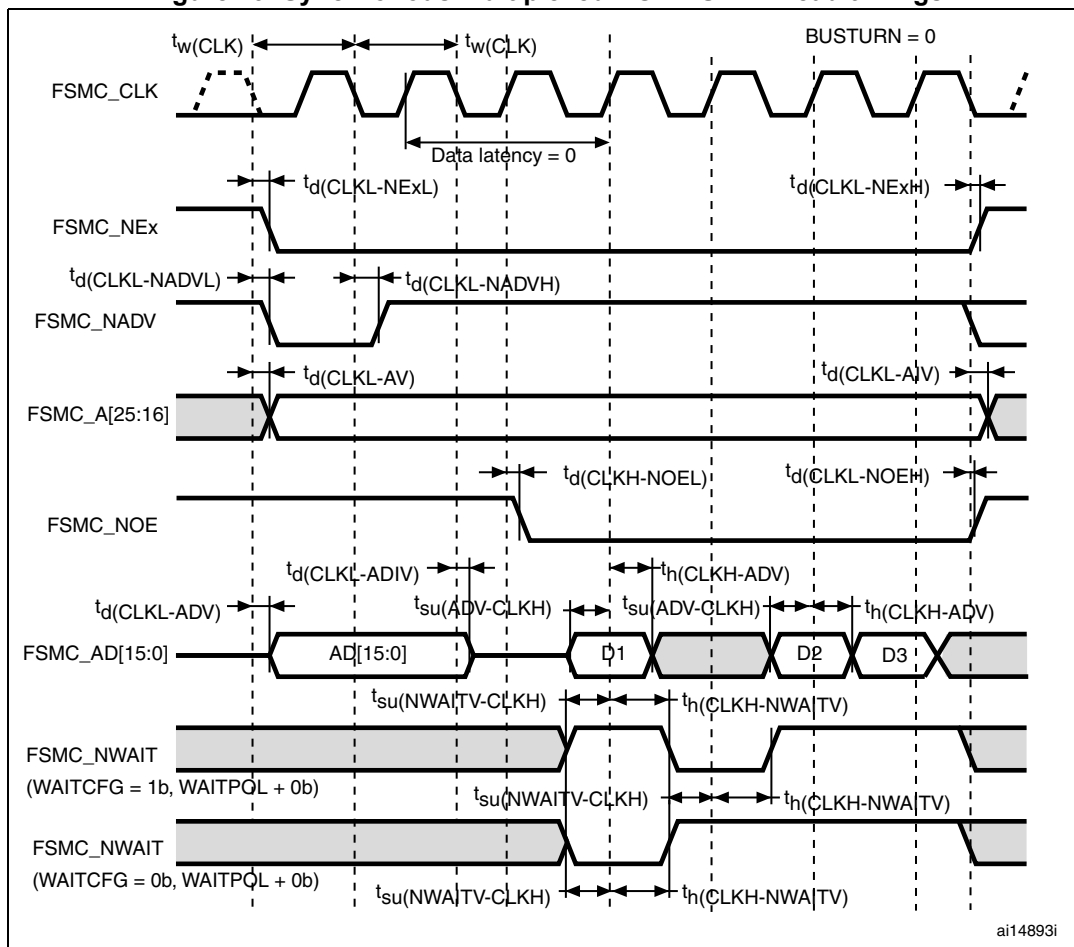 tw(CLK) tw(CLK) BUSTURN = 0
FSMC_CLK
Data latency = 0
td(CLKL-NExL) td(CLKL-NExH)
FSMC_NEx
td(CLKL-NADVL) td(CLKL-NADVH)
FSMC_NADV
td(CLKL-AV) td(CLKL-AIV)
FSMC_A[25:16]
td(CLKH-NOEL) td(CLKL-NOEH)
FSMC_NOE
td(CLKL-ADIV) th(CLKH-ADV)
td(CLKL-ADV) tsu(ADV-CLKH) tsu(ADV-CLKH) th(CLKH-ADV)
FSMC_AD[15:0] AD[15:0] D1 D2 D3
tsu(NWAITV-CLKH) th(CLKH-NWAITV)
FSMC_NWAIT
(WAITCFG = 1b, WAITPOL + 0b)
tsu(NWAITV-CLKH) th(CLKH-NWAITV)
FSMC_NWAIT
(WAITCFG = 0b, WAITPOL + 0b)
tsu(NWAITV-CLKH) th(CLKH-NWAITV)
ai14893i